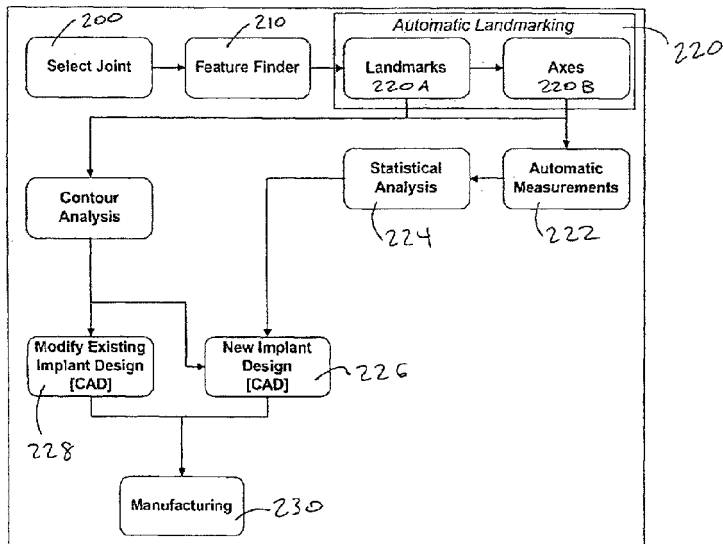 200
210
Automatic Landmarking
220
Select Joint
Feature Finder
Landmarks
220A
Axes
220B
Contour
Analysis
Statistical
Analysis
224
Automatic
Measurements
222
Modify Existing
Implant Design
[CAD]
228
New Implant
Design
[CAD]
226
Manufacturing
230